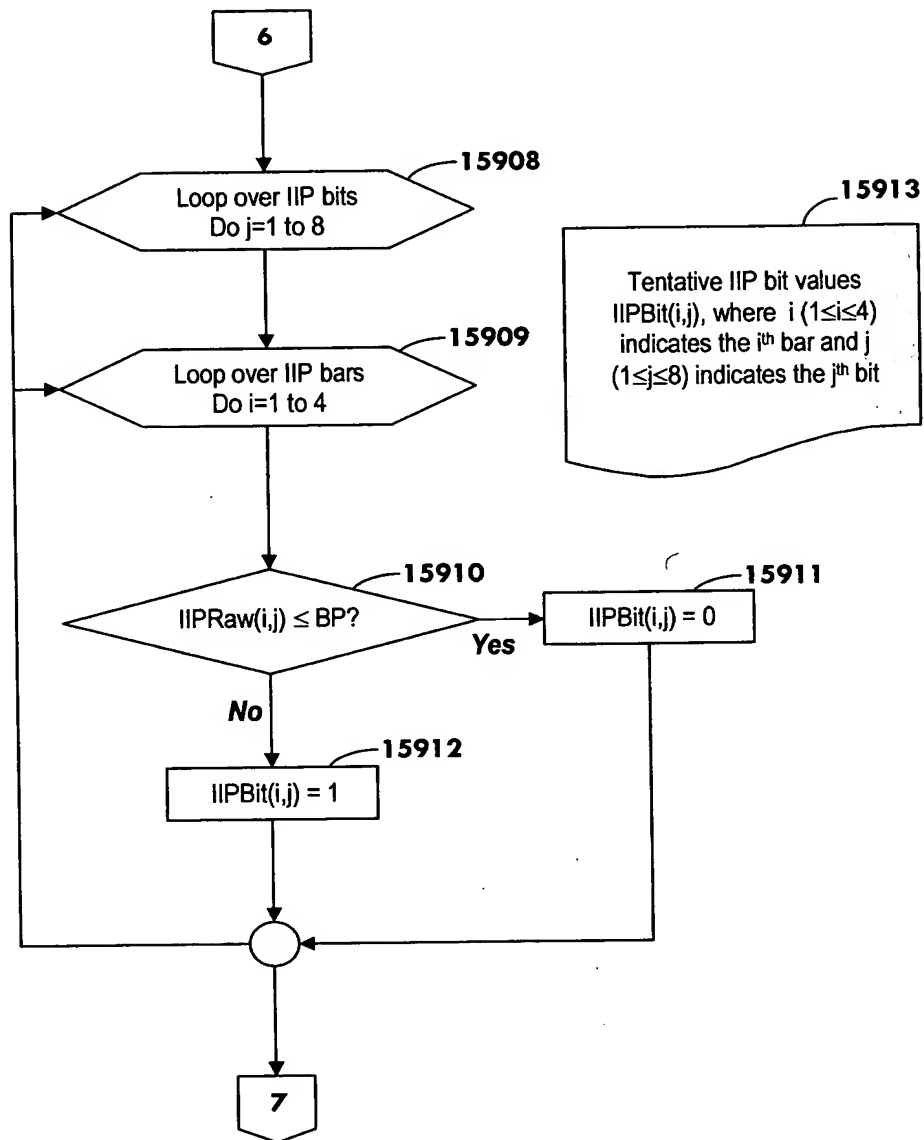 6
15908
Loop over IIP bits
Do j=1 to 8
15913
Tentative IIP bit values
IIPBit(i,j), where i (1≤i≤4)
indicates the ith bar and j
(1≤j≤8) indicates the jth bit
15909
Loop over IIP bars
Do i=1 to 4
15910
IIPRaw(i,j) ≤ BP?
Yes
15911
IIPBit(i,j) = 0
No
15912
IIPBit(i,j) = 1
7